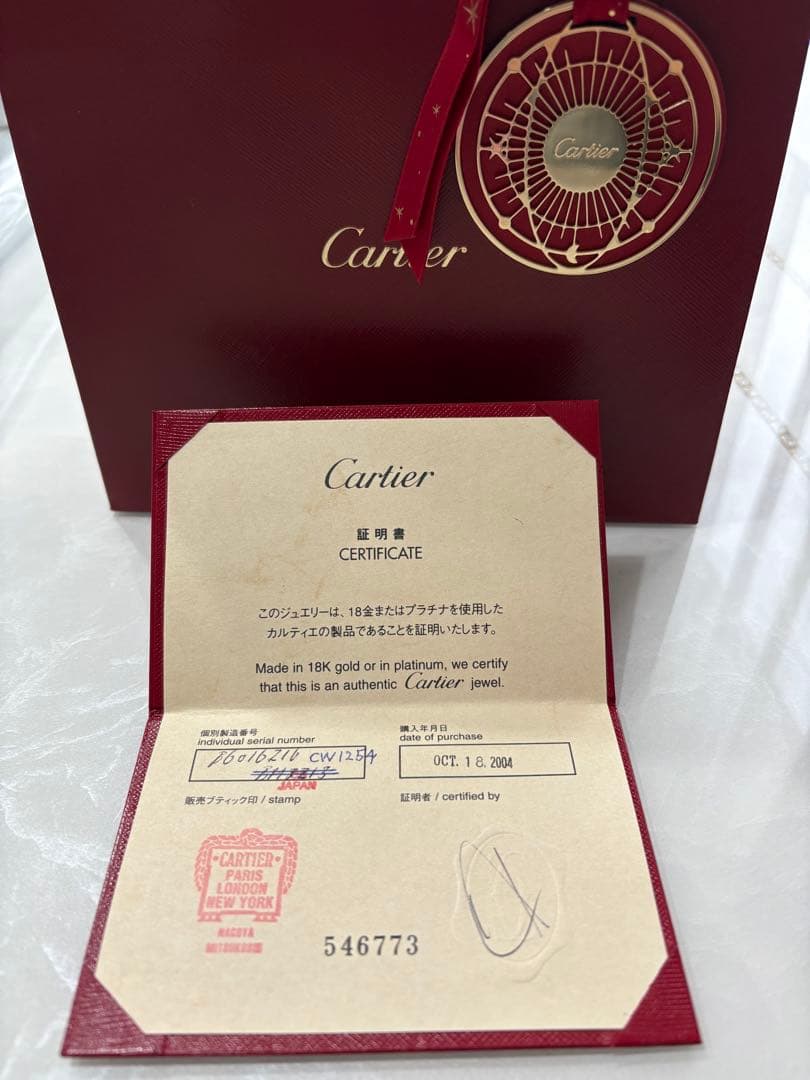 Cartier
Cartier
Cartier
証明書
CERTIFICATE
このジュエリーは、18金またはプラチナを使用した
カルティエの製品であることを証明いたします。
Made in 18K gold or in platinum, we certify
that this is an authentic Cartier jewel.
個別製造番号
individual serial number
CW1254
JAPAN
購入年月日
date of purchase
OCT. 18. 2004
販売ブティック印 / stamp
証明者 / certified by
CARTIER
PARIS
LONDON
NEW YORK
NAGOYA
546773